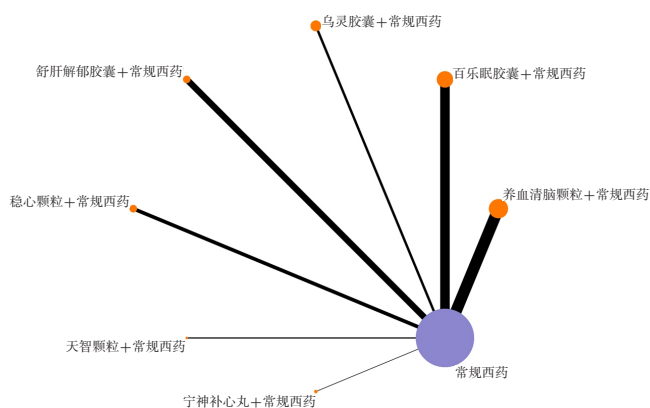 乌灵胶囊＋常规西药
舒肝解郁胶囊＋常规西药
百乐眠胶囊＋常规西药
稳心颗粒＋常规西药
养血清脑颗粒＋常规西药
天智颗粒＋常规西药
常规西药
宁神补心丸＋常规西药